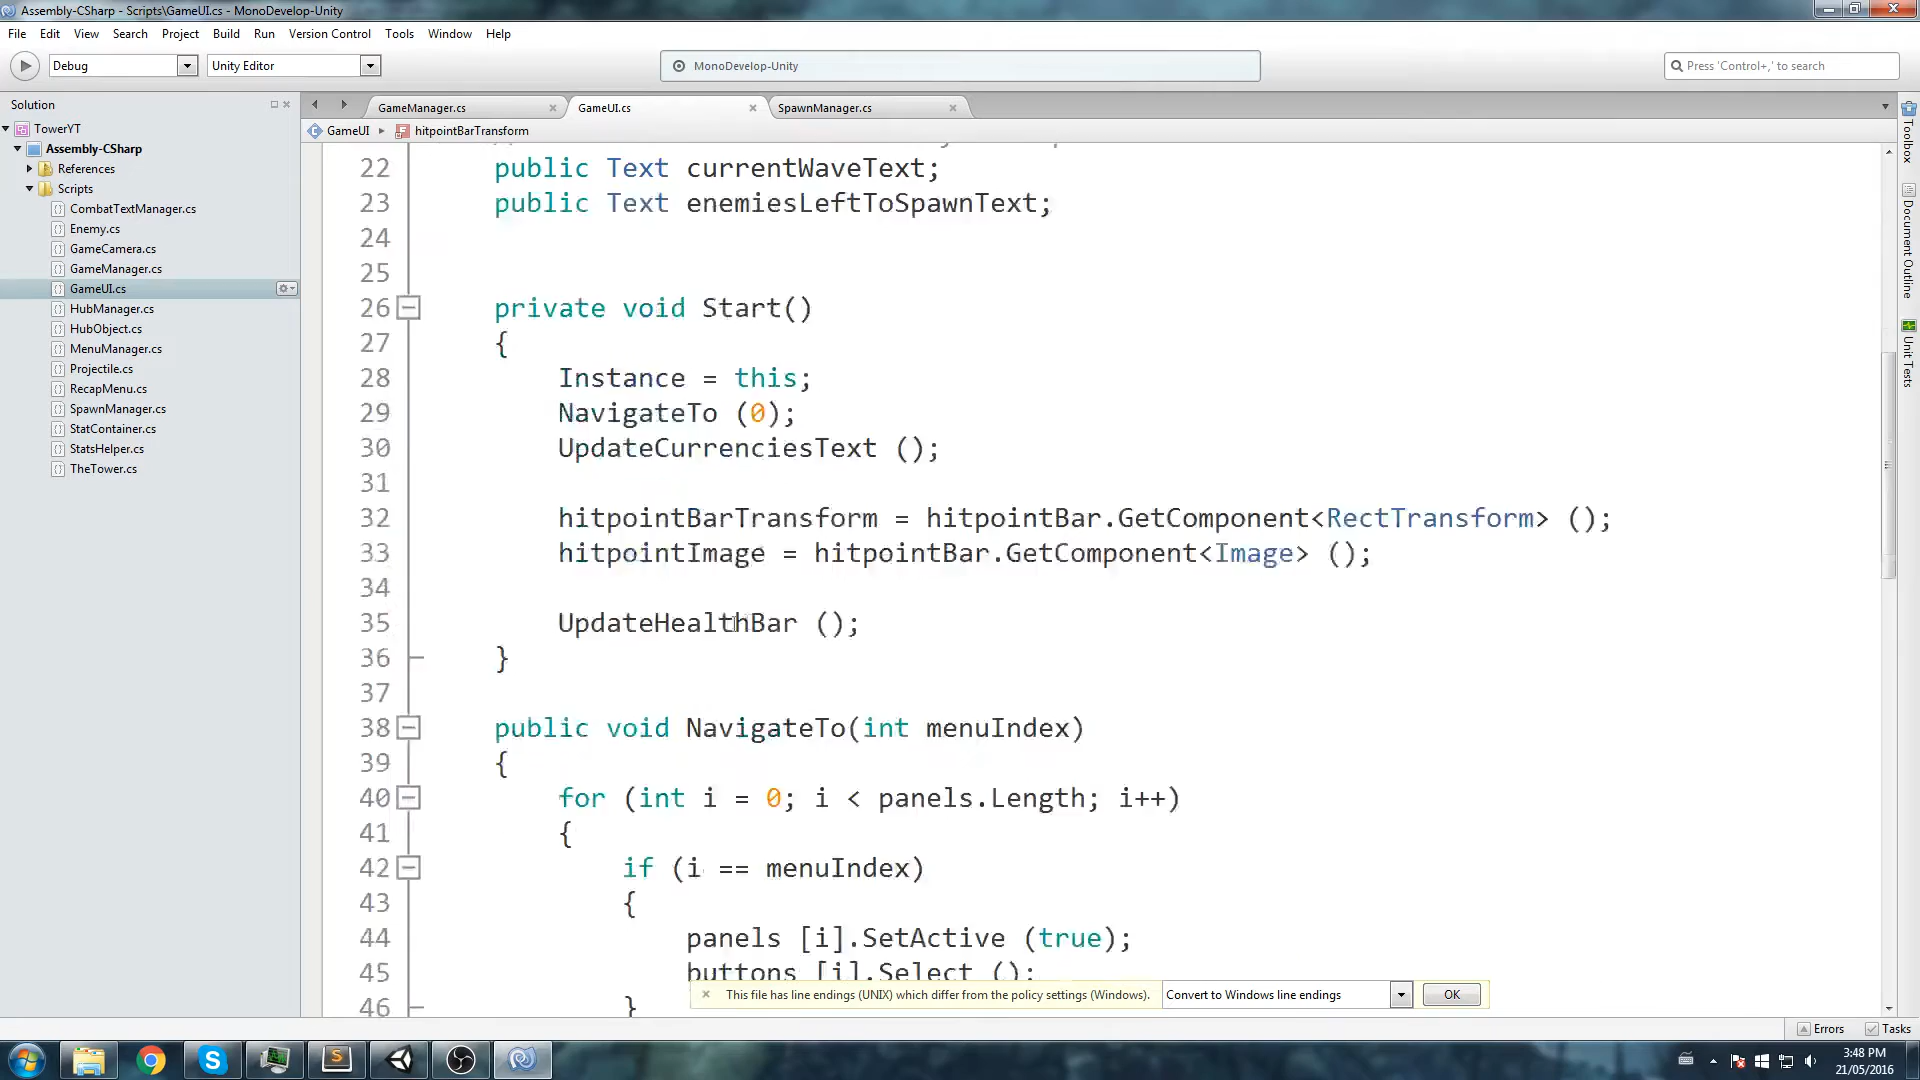 Assembly-CSharp - Scripts\GameUI.cs - MonoDevelop-Unity
File Edit View Search Project Build Run Version Control Tools Window Help
Debug Unity Editor MonoDevelop-Unity Press 'Control+,' to search
Solution
GameManager.cs GameUI.cs SpawnManager.cs
GameUI hitpointBarTransform
TowerYT
Assembly-CSharp
References
Scripts
CombatTextManager.cs
Enemy.cs
GameCamera.cs
GameManager.cs
GameUI.cs
HubManager.cs
HubObject.cs
MenuManager.cs
Projectile.cs
RecapMenu.cs
SpawnManager.cs
StatContainer.cs
StatsHelper.cs
TheTower.cs
22 public Text currentWaveText;
23 public Text enemiesLeftToSpawnText;
24
25
26 private void Start()
27 {
28 Instance = this;
29 NavigateTo (0);
30 UpdateCurrenciesText ();
31
32 hitpointBarTransform = hitpointBar.GetComponent<RectTransform> ();
33 hitpointImage = hitpointBar.GetComponent<Image> ();
34
35 UpdateHealthBar ();
36 }
37
38 public void NavigateTo(int menuIndex)
39 {
40 for (int i = 0; i < panels.Length; i++)
41 {
42 if (i == menuIndex)
43 {
44 panels [i].SetActive (true);
45 buttons [i].Select ();
46 }
This file has line endings (UNIX) which differ from the policy settings (Windows). Convert to Windows line endings OK
Toolbox
Document Outline
Unit Tests
Errors Tasks
3:48 PM
21/05/2016